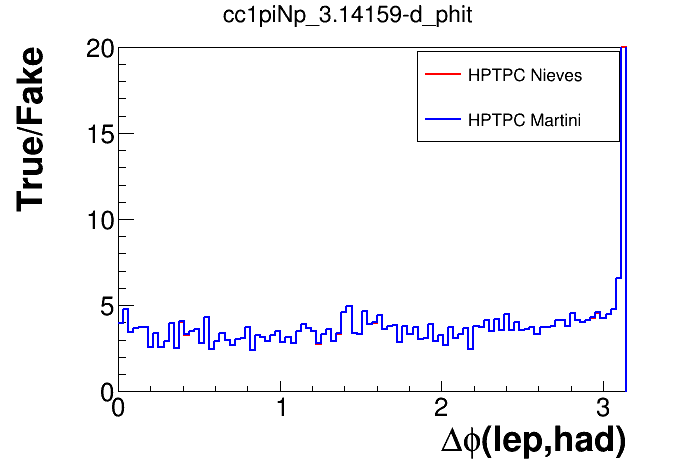 cc1piNp_3.14159-d_phit
True/Fake
20
15
10
5
0
HPTPC Nieves
HPTPC Martini
0 1 2 3
Δϕ(lep,had)